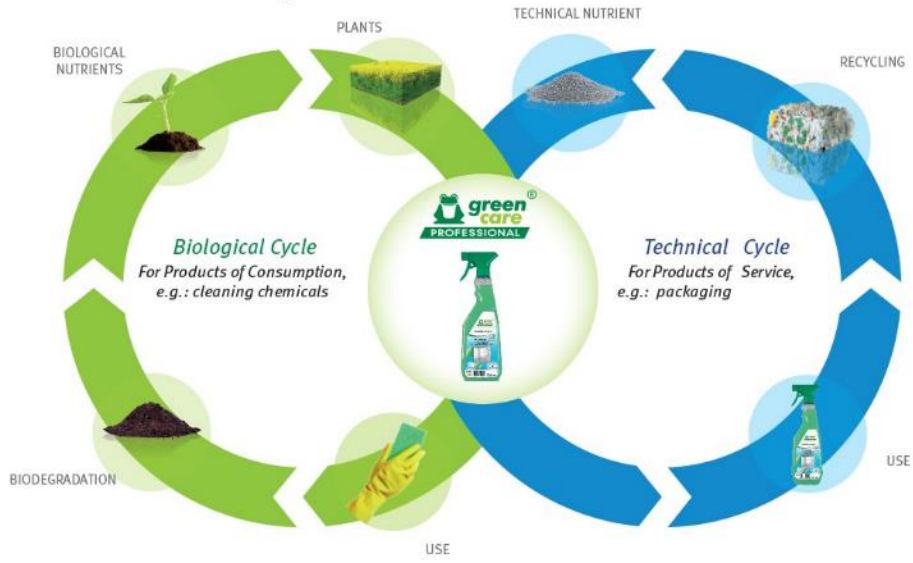 TECHNICAL NUTRIENT
PLANTS
BIOLOGICAL
NUTRIENTS
RECYCLING
green
care
PROFESSIONAL
Biological Cycle
For Products of Consumption,
e.g.: cleaning chemicals
Technical Cycle
For Products of Service,
e.g.: packaging
BIODEGRADATION
USE
USE